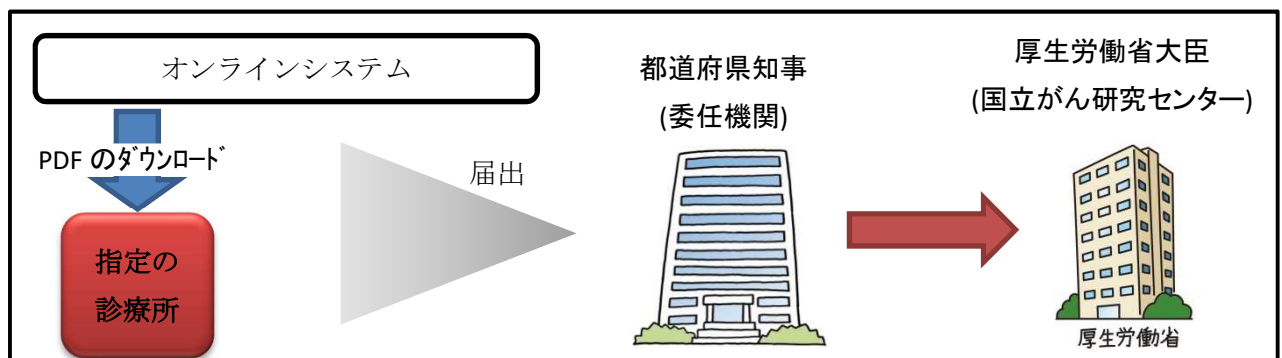 オンラインシステム
PDF のダウンロード
指定の
診療所
届出
都道府県知事
(委任機関)
厚生労働省大臣
(国立がん研究センター)
厚生労働省